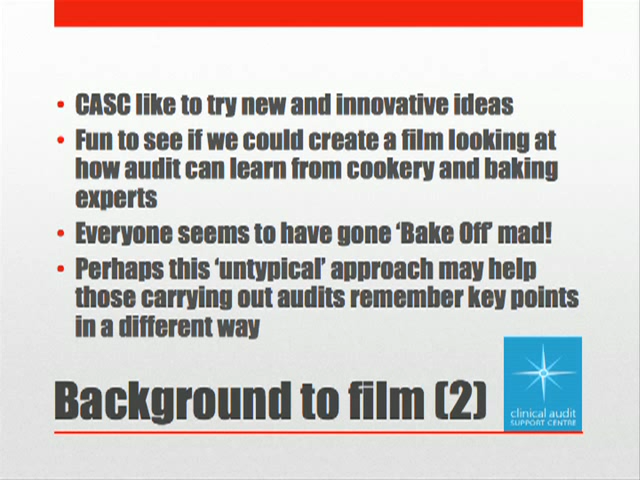 • CASC like to try new and innovative ideas
• Fun to see if we could create a film looking at
how audit can learn from cookery and baking
experts
• Everyone seems to have gone ‘Bake Off’ mad!
• Perhaps this ‘untypical’ approach may help
those carrying out audits remember key points
in a different way
Background to film (2)
clinical audit
SUPPORT CENTRE